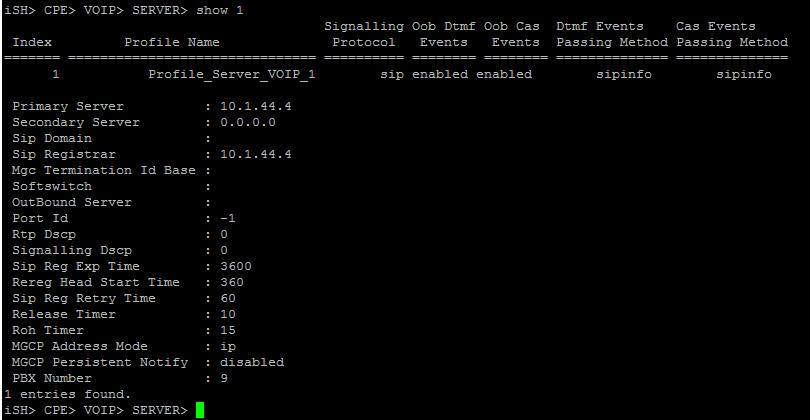 iSH> CPE> VOIP> SERVER> show 1
Signalling Oob Dtmf Oob Cas Dtmf Events Cas Events
Index Profile Name Protocol Events Events Passing Method Passing Method
======= =============================== ========== ======== ======== ============== ==============
1 Profile_Server_VOIP_1 sip enabled enabled sipinfo sipinfo
Primary Server : 10.1.44.4
Secondary Server : 0.0.0.0
Sip Domain :
Sip Registrar : 10.1.44.4
Mgc Termination Id Base :
Softswitch :
OutBound Server :
Port Id : -1
Rtp Dscp : 0
Signalling Dscp : 0
Sip Reg Exp Time : 3600
Rereg Head Start Time : 360
Sip Reg Retry Time : 60
Release Timer : 10
Roh Timer : 15
MGCP Address Mode : ip
MGCP Persistent Notify : disabled
PBX Number : 9
1 entries found.
iSH> CPE> VOIP> SERVER>